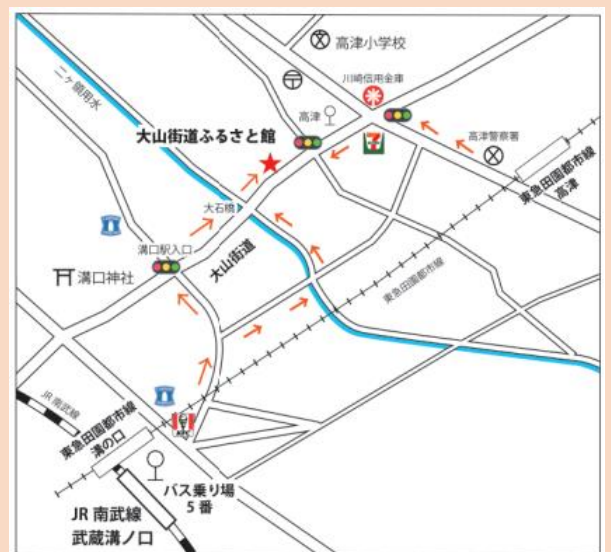 高津小学校
川崎信用金庫
二ヶ領用水
高津
大山街道ふるさと館
高津警察署
東急田園都市線
高津
大石橋
溝口駅入口
大山街道
溝口神社
東急田園都市線
JR 南武線
東急田園都市線
溝の口
KFC
バス乗り場
5番
JR 南武線
武蔵溝ノ口